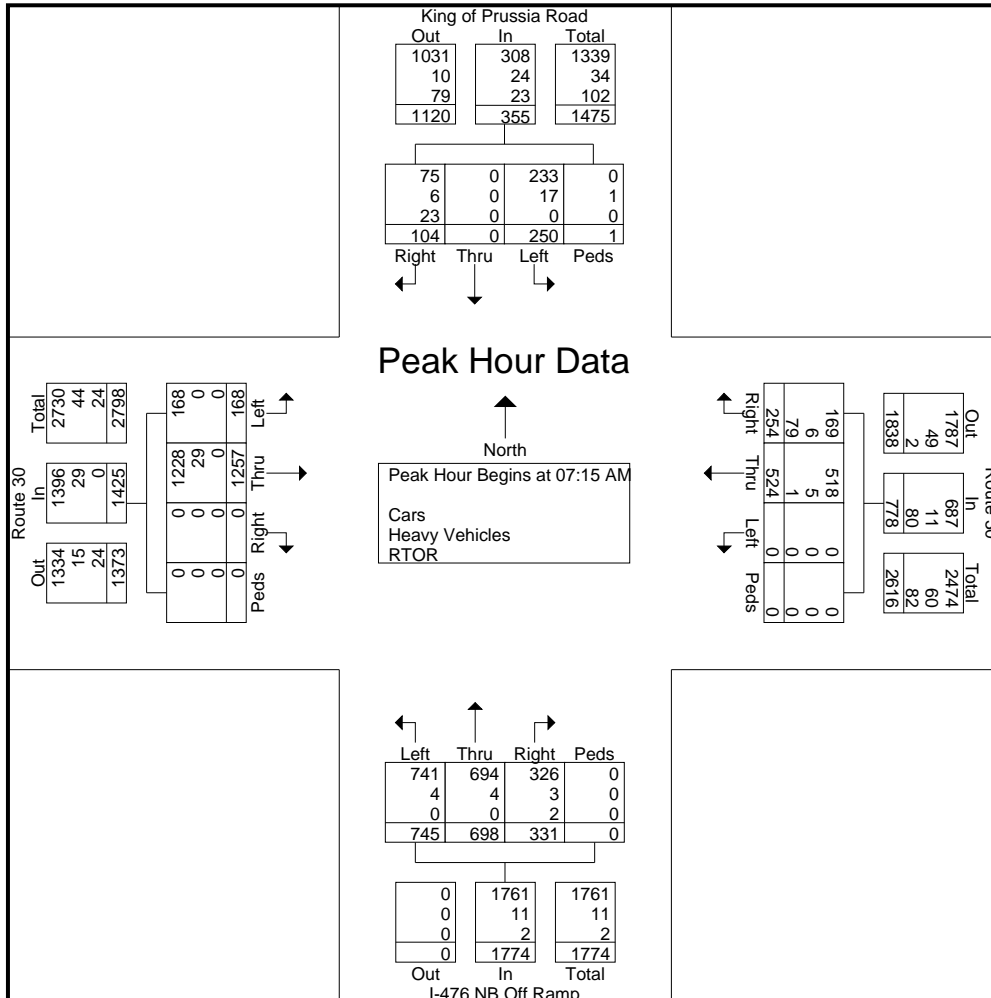 King of Prussia Road
Out In Total
1031 308 1339
10 24 34
79 23 102
1120 355 1475
75 0 233 0
6 0 17 1
23 0 0 0
104 0 250 1
Right Thru Left Peds
Peak Hour Data
North
Peak Hour Begins at 07:15 AM
Cars
Heavy Vehicles
RTOR
Route 30
Total In Out
2730 1396 1334
44 29 15
24 0 24
2798 1425 1373
168 1228 0 0
0 29 0 0
0 0 0 0
168 1257 0 0
Left Thru Right Peds
Right Thru Left Peds
254 524 0 0
79 1 0 0
6 5 0 0
169 518 0 0
1838 778 2616
2 80 82
49 11 60
1787 687 2474
Out In Total
Left Thru Right Peds
741 694 326 0
4 4 3 0
0 0 2 0
745 698 331 0
0 1761 1761
0 11 11
0 2 2
0 1774 1774
Out In Total
I-476 NB Off Ramp